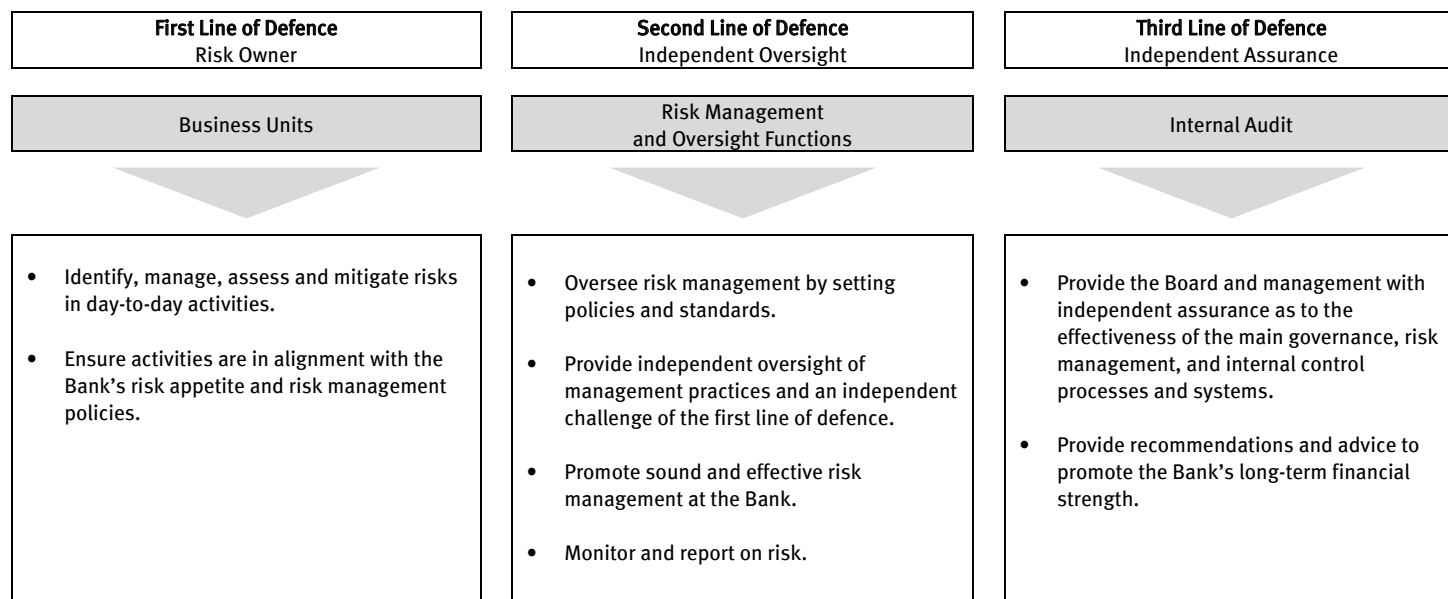 First Line of Defence
Risk Owner
Business Units
• Identify, manage, assess and mitigate risks
in day-to-day activities.
• Ensure activities are in alignment with the
Bank’s risk appetite and risk management
policies.
Second Line of Defence
Independent Oversight
Risk Management
and Oversight Functions
• Oversee risk management by setting
policies and standards.
• Provide independent oversight of
management practices and an independent
challenge of the first line of defence.
• Promote sound and effective risk
management at the Bank.
• Monitor and report on risk.
Third Line of Defence
Independent Assurance
Internal Audit
• Provide the Board and management with
independent assurance as to the
effectiveness of the main governance, risk
management, and internal control
processes and systems.
• Provide recommendations and advice to
promote the Bank’s long-term financial
strength.